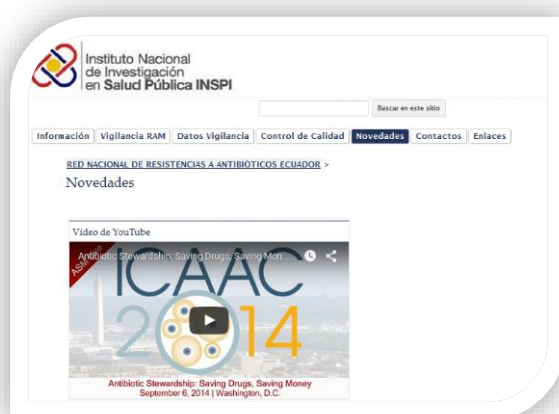 Instituto Nacional
de Investigación
en Salud Pública INSPI
Buscar en este sitio
Información Vigilancia RAM Datos Vigilancia Control de Calidad Novedades Contactos Enlaces
RED NACIONAL DE RESISTENCIAS A ANTIBIÓTICOS ECUADOR >
Novedades
Vídeo de YouTube
Antibiotic Stewardship: Saving Drugs, Saving Mon...
ICAAC
2014
Antibiotic Stewardship: Saving Drugs, Saving Money
September 6, 2014 | Washington, D.C.